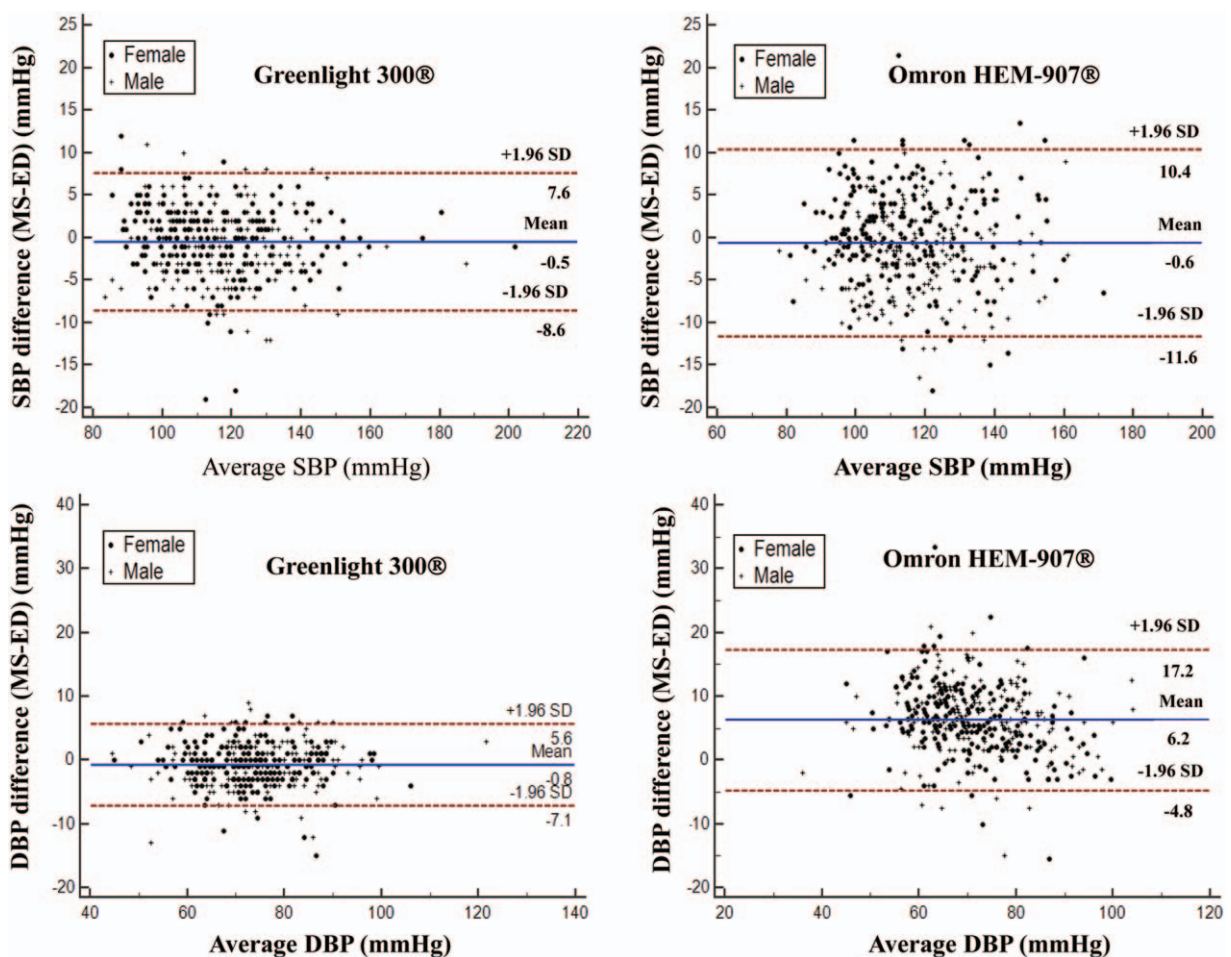 SBP difference (MS-ED) (mmHg)
25
20
15
10
5
0
-5
-10
-15
-20
Female
Male
Greenlight 300®
+1.96 SD
7.6
Mean
-0.5
-1.96 SD
-8.6
80 100 120 140 160 180 200 220
Average SBP (mmHg)
SBP difference (MS-ED) (mmHg)
25
20
15
10
5
0
-5
-10
-15
-20
Female
Male
Omron HEM-907®
+1.96 SD
10.4
Mean
-0.6
-1.96 SD
-11.6
60 80 100 120 140 160 180 200
Average SBP (mmHg)
DBP difference (MS-ED) (mmHg)
40
30
20
10
0
-10
-20
Female
Male
Greenlight 300®
+1.96 SD
5.6
Mean
-0.8
-1.96 SD
-7.1
40 60 80 100 120 140
Average DBP (mmHg)
DBP difference (MS-ED) (mmHg)
40
30
20
10
0
-10
-20
Female
Male
Omron HEM-907®
+1.96 SD
17.2
Mean
6.2
-1.96 SD
-4.8
20 40 60 80 100 120
Average DBP (mmHg)